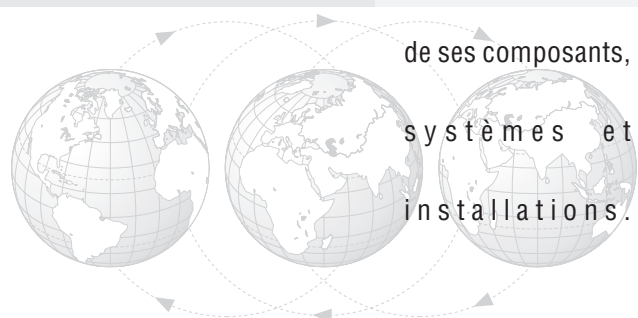 de ses composants,
systèmes et
installations.